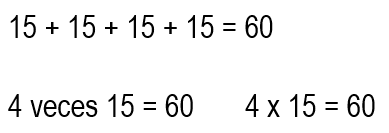 15 + 15 + 15 + 15 = 60
4 veces 15 = 60 4 x 15 = 60